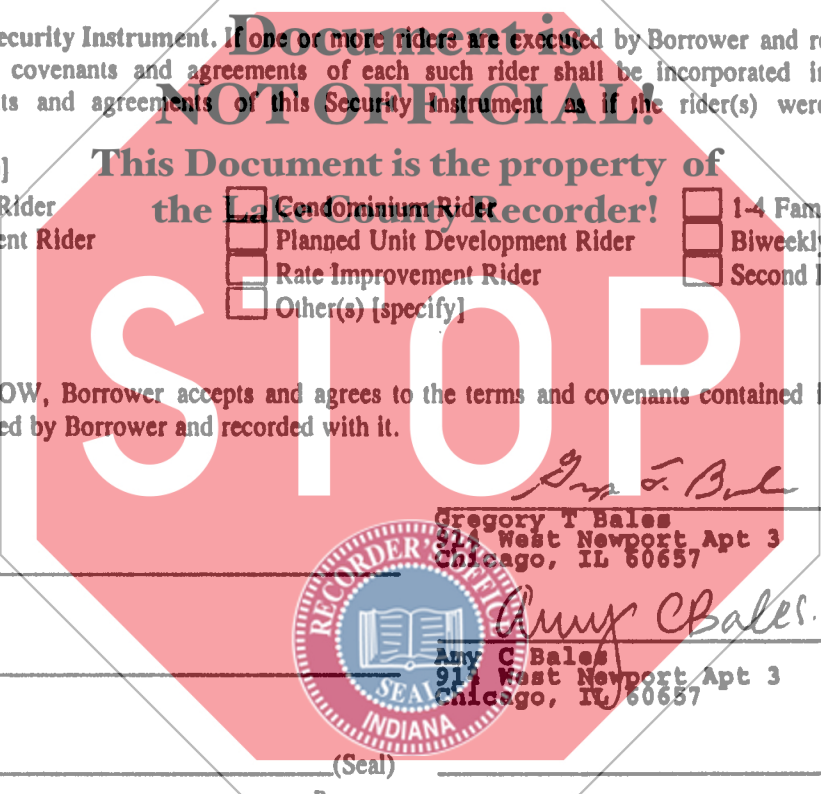 Document is
ecurity Instrument. If one or more riders are executed by Borrower and r
covenants and agreements of each such rider shall be incorporated i
ts and agreements of this Security Instrument as if the rider(s) were
NOT OFFICIAL!
This Document is the property of
the Lake County Recorder!
]
Rider Condominium Rider 1-4 Fam
ent Rider Planned Unit Development Rider Biweekly
Rate Improvement Rider Second
Other(s) [specify]
STOP
OW, Borrower accepts and agrees to the terms and covenants contained i
ed by Borrower and recorded with it.
Gregory T Bales
914 West Newport Apt 3
Chicago, IL 60657
RECORDER'S OFFICE
SEAL
INDIANA
Amy C Bales.
Amy C Bales
914 West Newport Apt 3
Chicago, IL 60657
(Seal)